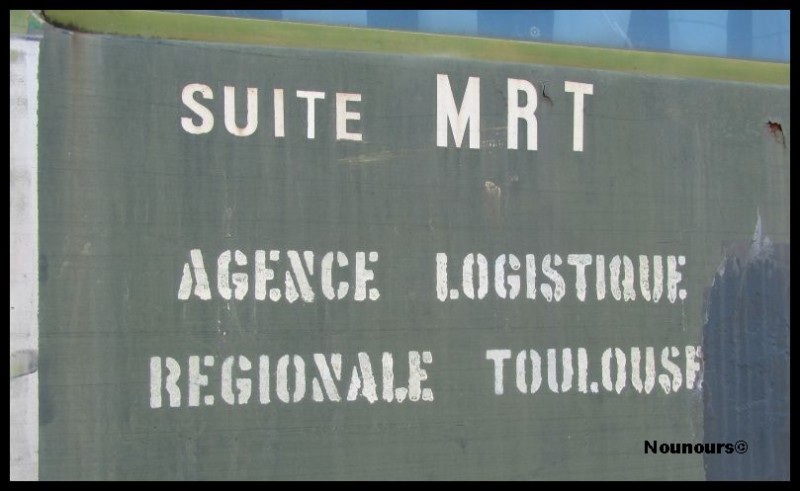 SUITE MRT
AGENCE LOGISTIQUE
REGIONALE TOULOUSE
Nounours©